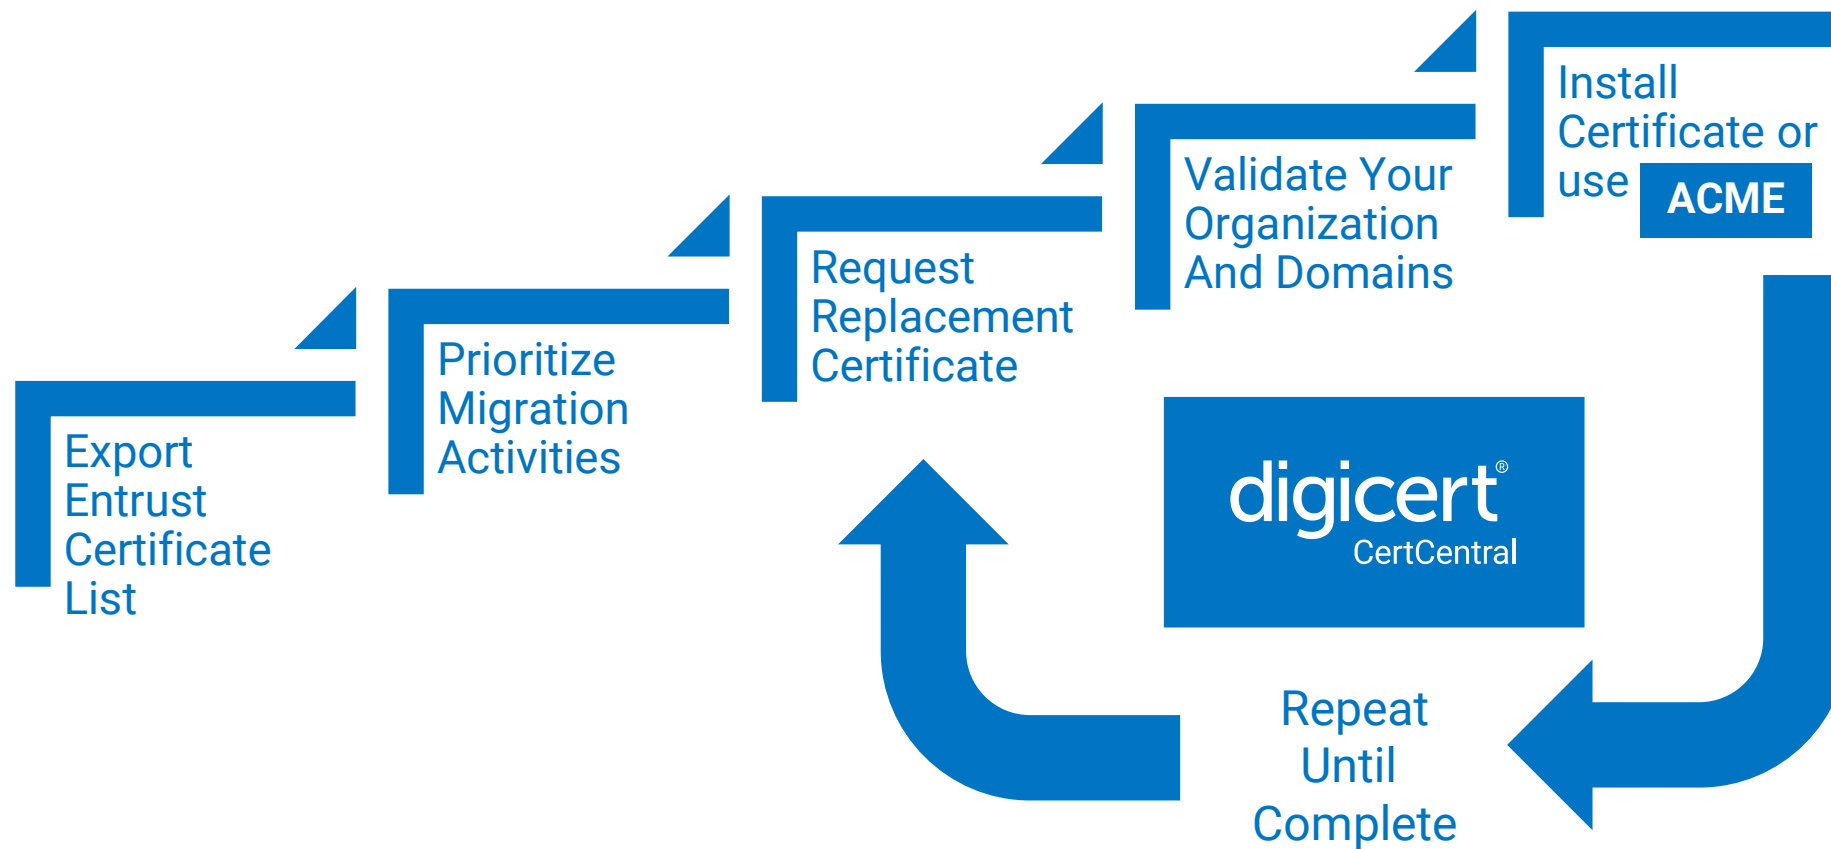 Export
Entrust
Certificate
List
Prioritize
Migration
Activities
Request
Replacement
Certificate
Validate Your
Organization
And Domains
Install
Certificate or
use ACME
digicert®
CertCentral
Repeat
Until
Complete